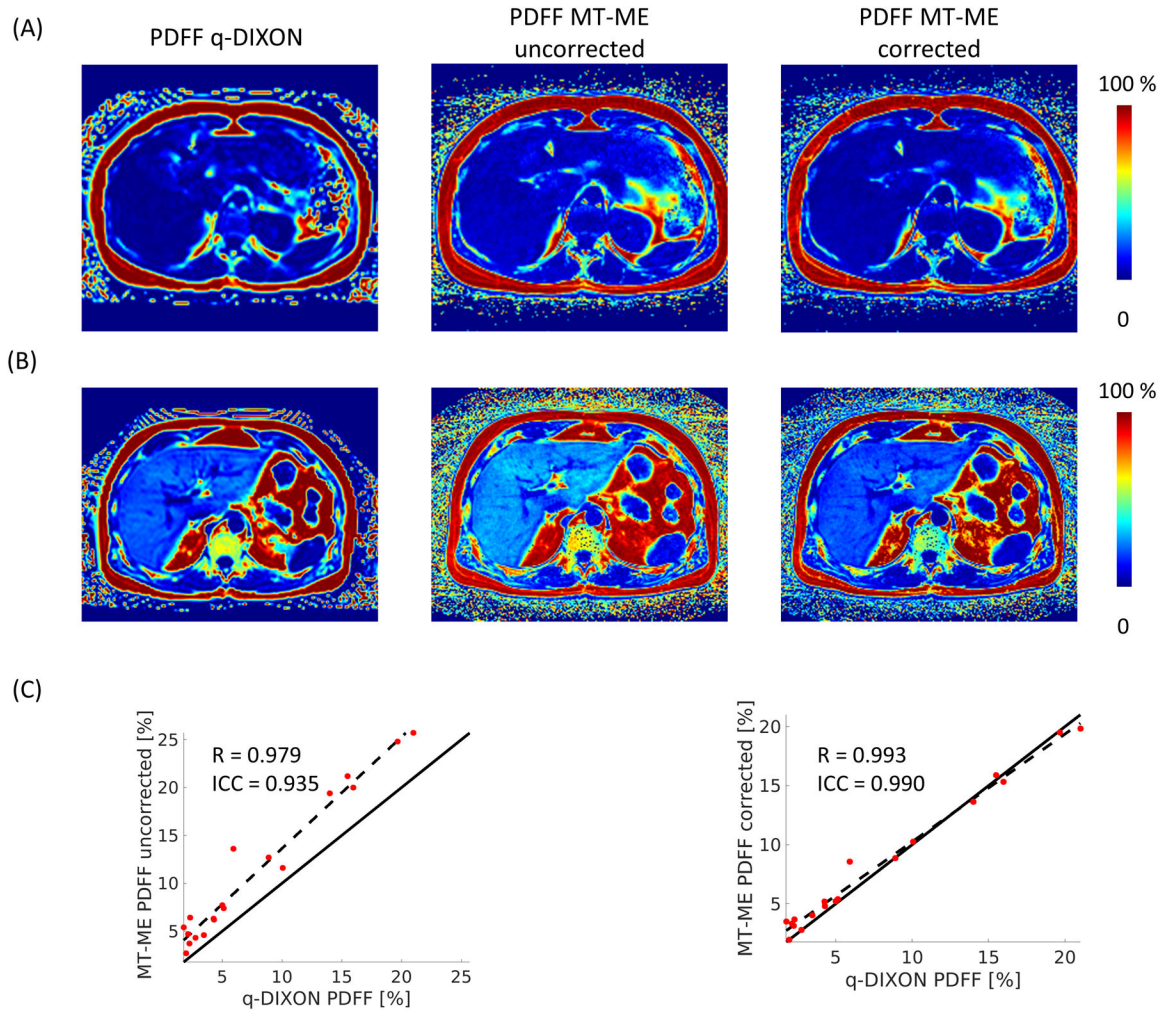 (A)
PDFF q-DIXON
PDFF MT-ME
uncorrected
PDFF MT-ME
corrected
100 %
0
(B)
100 %
0
(C)
MT-ME PDFF uncorrected [%]
25
20
15
10
5
R = 0.979
ICC = 0.935
5
10
15
20
25
q-DIXON PDFF [%]
MT-ME PDFF corrected [%]
20
15
10
5
R = 0.993
ICC = 0.990
5
10
15
20
q-DIXON PDFF [%]